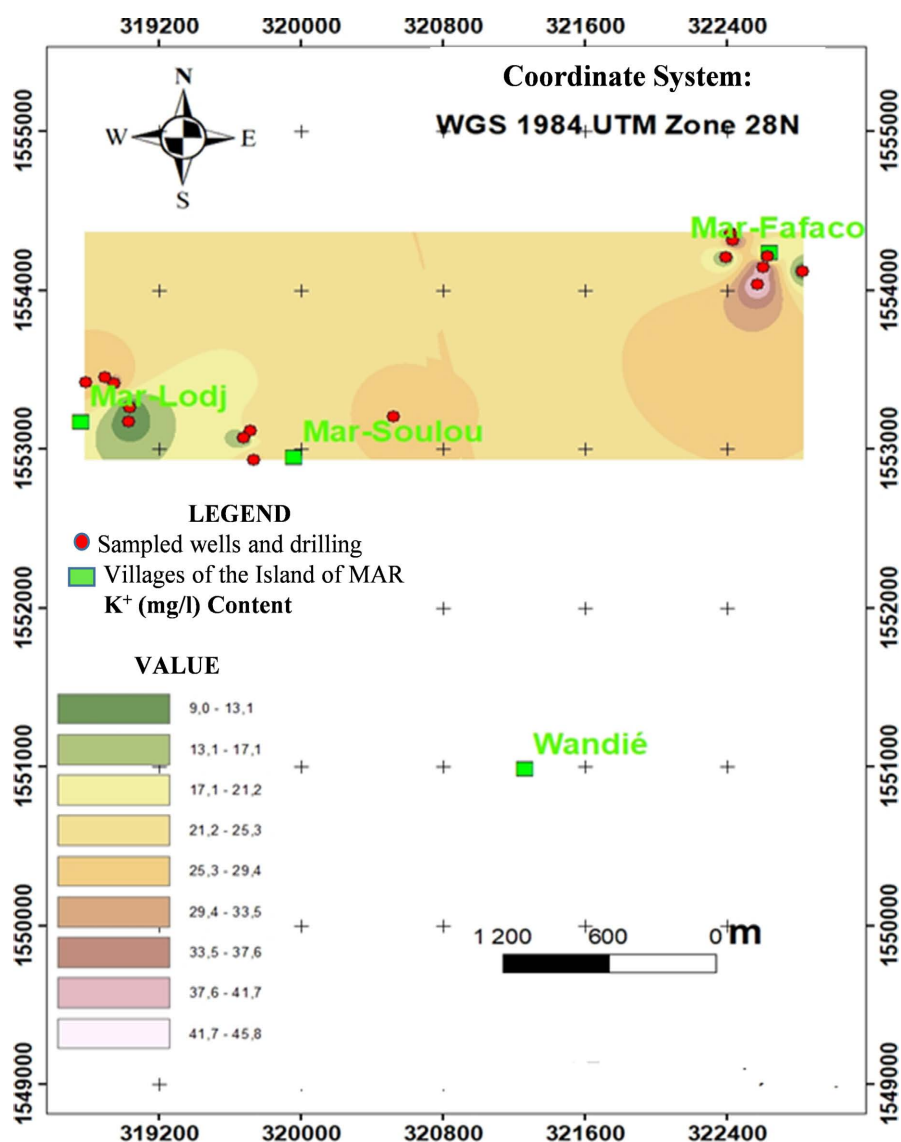 319200 320000 320800 321600 322400
N
W E
S
Coordinate System:
WGS 1984 UTM Zone 28N
1555000 1555000
Mar-Fafaco
1554000 1554000
Mar-Lodj
Mar-Soulou
1553000 1553000
LEGEND
Sampled wells and drilling
Villages of the Island of MAR
K⁺ (mg/l) Content
1552000 1552000
VALUE
9,0 - 13,1
13,1 - 17,1
Wandié
1551000 1551000
17,1 - 21,2
21,2 - 25,3
25,3 - 29,4
29,4 - 33,5
1 200 600 0 m
1550000 1550000
33,5 - 37,6
37,6 - 41,7
41,7 - 45,8
1549000 1549000
319200 320000 320800 321600 322400